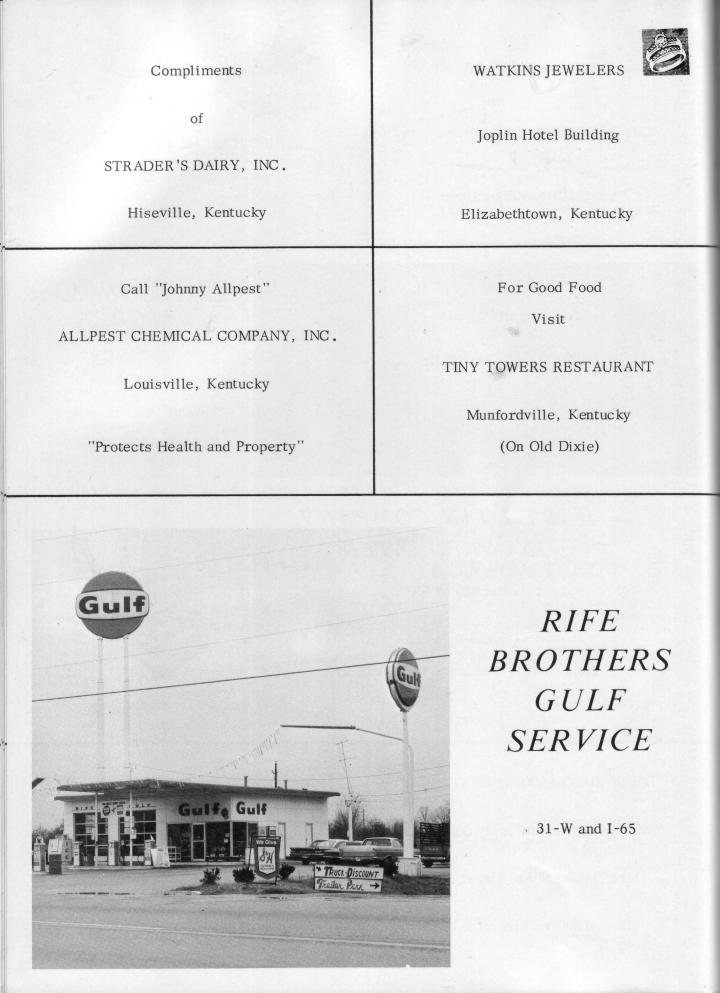 Compliments
of
STRADER'S DAIRY, INC.
Hiseville, Kentucky
WATKINS JEWELERS
Joplin Hotel Building
Elizabethtown, Kentucky
Call "Johnny Allpest"
ALLPEST CHEMICAL COMPANY, INC.
Louisville, Kentucky
"Protects Health and Property"
For Good Food
Visit
TINY TOWERS RESTAURANT
Munfordville, Kentucky
(On Old Dixie)
Gulf
Gulf
Gulf
Gulf
We Give
S&H
TRUCK-DISCOUNT
Trailer Park
RIFE
BROTHERS
GULF
SERVICE
31-W and I-65